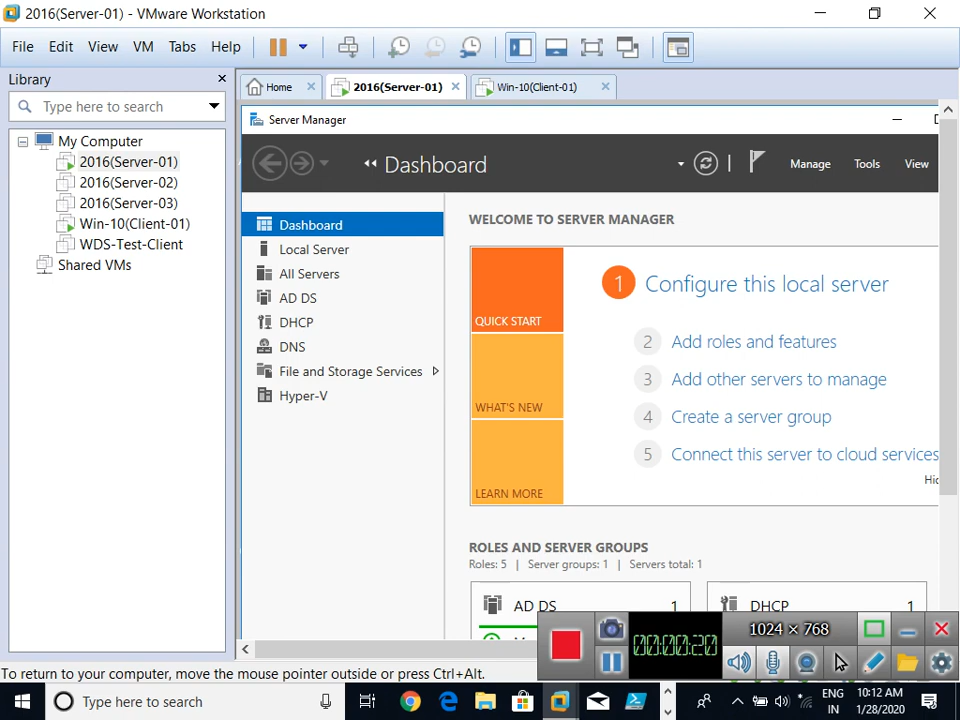 2016(Server-01) - VMware Workstation
File Edit View VM Tabs Help
Library
Type here to search
My Computer
2016(Server-01)
2016(Server-02)
2016(Server-03)
Win-10(Client-01)
WDS-Test-Client
Shared VMs
Home 2016(Server-01) Win-10(Client-01)
Server Manager
Dashboard
Manage Tools View
Dashboard
Local Server
All Servers
AD DS
DHCP
DNS
File and Storage Services
Hyper-V
WELCOME TO SERVER MANAGER
QUICK START
WHAT'S NEW
LEARN MORE
1 Configure this local server
2 Add roles and features
3 Add other servers to manage
4 Create a server group
5 Connect this server to cloud services
Hid
ROLES AND SERVER GROUPS
Roles: 5 | Server groups: 1 | Servers total: 1
AD DS 1
DHCP 1
1024 × 768
To return to your computer, move the mouse pointer outside or press Ctrl+Alt.
Type here to search
ENG
IN
10:12 AM
1/28/2020